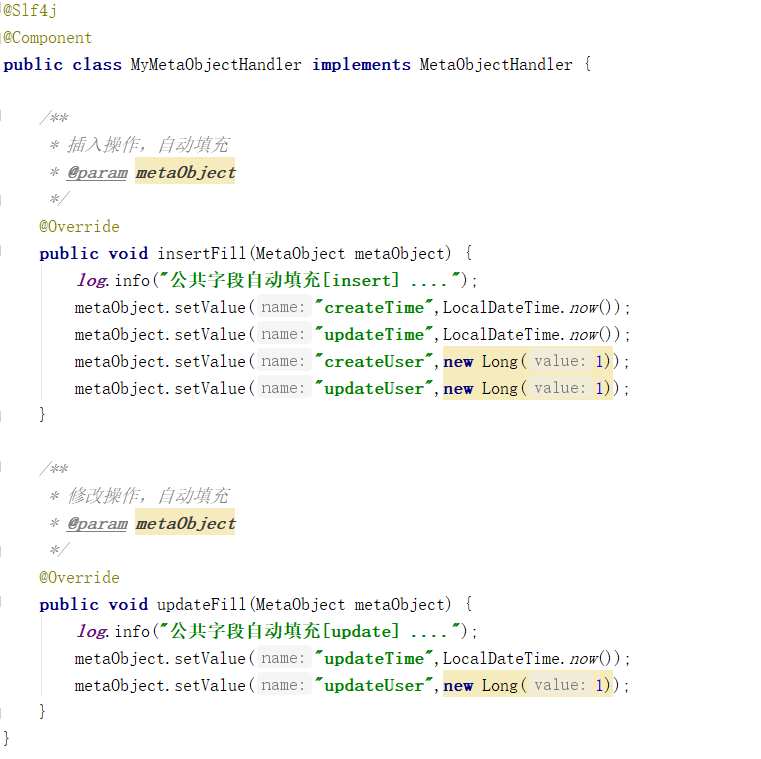 @Slf4j
@Component
public class MyMetaObjectHandler implements MetaObjectHandler {
/**
* 插入操作，自动填充
* @param metaObject
*/
@Override
public void insertFill(MetaObject metaObject) {
log.info("公共字段自动填充[insert] ....");
metaObject.setValue( name: "createTime",LocalDateTime.now());
metaObject.setValue( name: "updateTime",LocalDateTime.now());
metaObject.setValue( name: "createUser",new Long( value: 1));
metaObject.setValue( name: "updateUser",new Long( value: 1));
}
/**
* 修改操作，自动填充
* @param metaObject
*/
@Override
public void updateFill(MetaObject metaObject) {
log.info("公共字段自动填充[update] ....");
metaObject.setValue( name: "updateTime",LocalDateTime.now());
metaObject.setValue( name: "updateUser",new Long( value: 1));
}
}